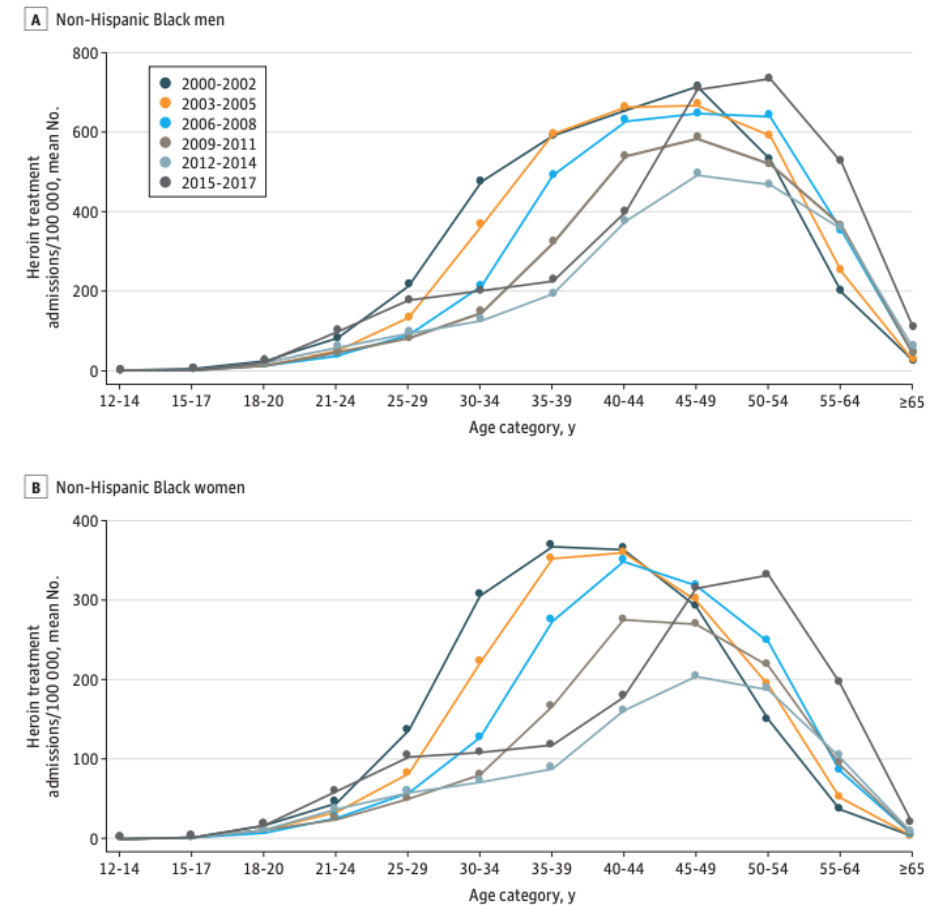 A Non-Hispanic Black men
800
600
400
200
0
Heroin treatment
admissions/100 000, mean No.
2000-2002
2003-2005
2006-2008
2009-2011
2012-2014
2015-2017
12-14 15-17 18-20 21-24 25-29 30-34 35-39 40-44 45-49 50-54 55-64 ≥65
Age category, y
B Non-Hispanic Black women
400
300
200
100
0
Heroin treatment
admissions/100 000, mean No.
12-14 15-17 18-20 21-24 25-29 30-34 35-39 40-44 45-49 50-54 55-64 ≥65
Age category, y